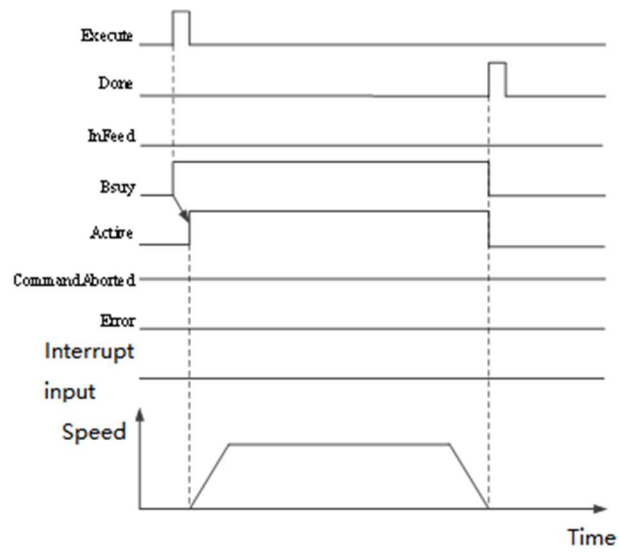 Execute
Done
InFeed
Bsuy
Active
CommandAborted
Error
Interrupt
input
Speed
Time